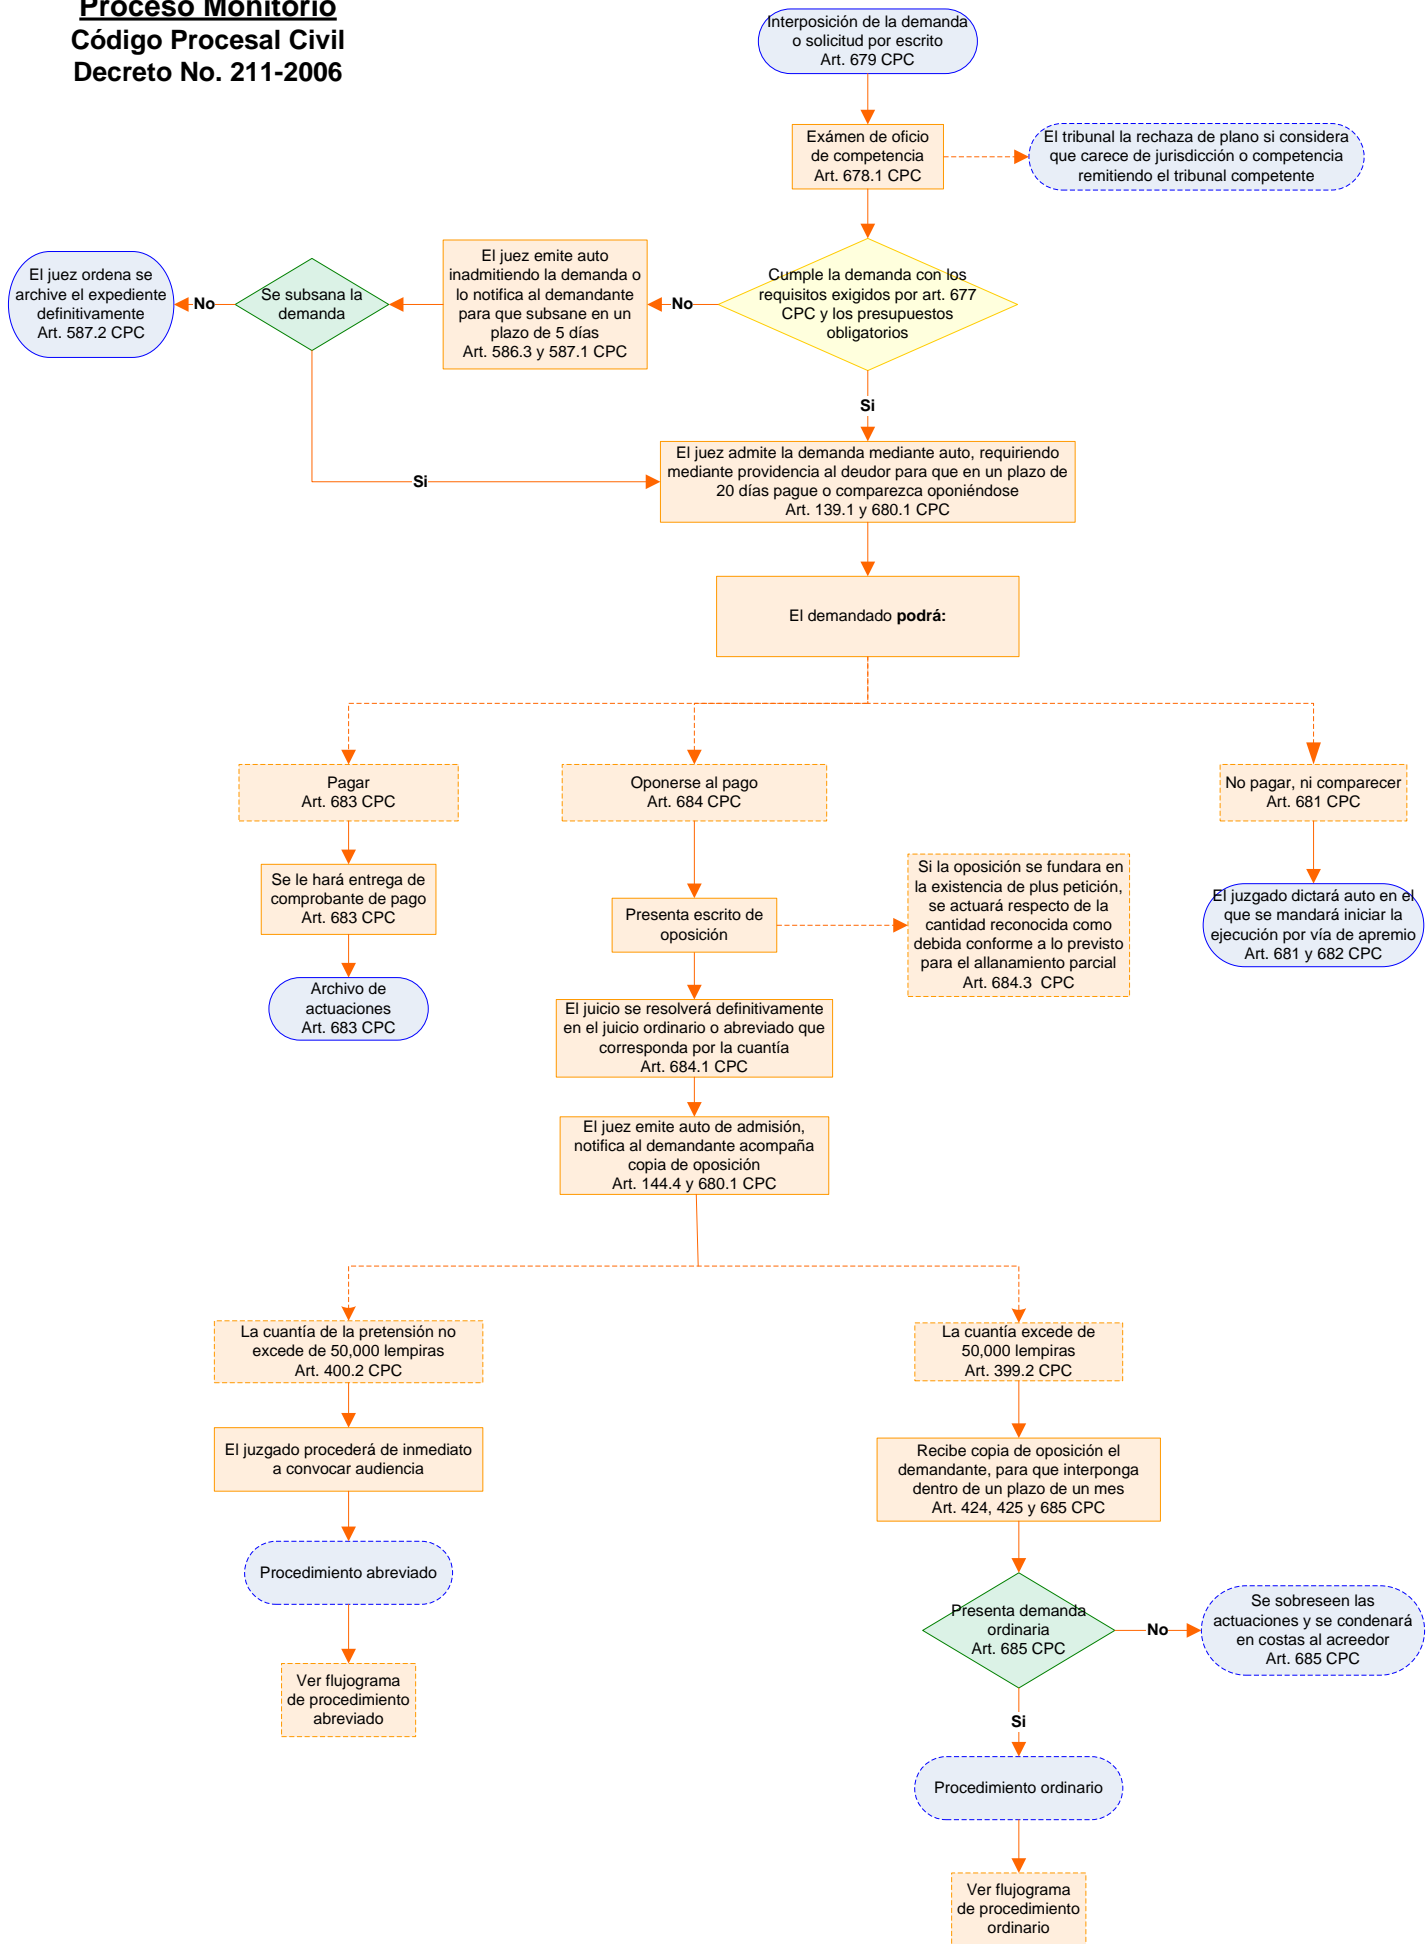 Proceso Monitorio
Código Procesal Civil
Decreto No. 211-2006
Interposición de la demanda
o solicitud por escrito
Art. 679 CPC
Exámen de oficio
de competencia
Art. 678.1 CPC
El tribunal la rechaza de plano si considera
que carece de jurisdicción o competencia
remitiendo el tribunal competente
Cumple la demanda con los
requisitos exigidos por art. 677
CPC y los presupuestos
obligatorios
No
El juez emite auto
inadmitiendo la demanda o
lo notifica al demandante
para que subsane en un
plazo de 5 días
Art. 586.3 y 587.1 CPC
Se subsana la
demanda
No
El juez ordena se
archive el expediente
definitivamente
Art. 587.2 CPC
Si
Si
El juez admite la demanda mediante auto, requiriendo
mediante providencia al deudor para que en un plazo de
20 días pague o comparezca oponiéndose
Art. 139.1 y 680.1 CPC
El demandado podrá:
Pagar
Art. 683 CPC
Oponerse al pago
Art. 684 CPC
No pagar, ni comparecer
Art. 681 CPC
Se le hará entrega de
comprobante de pago
Art. 683 CPC
Presenta escrito de
oposición
Si la oposición se fundara en
la existencia de plus petición,
se actuará respecto de la
cantidad reconocida como
debida conforme a lo previsto
para el allanamiento parcial
Art. 684.3 CPC
El juzgado dictará auto en el
que se mandará iniciar la
ejecución por vía de apremio
Art. 681 y 682 CPC
Archivo de
actuaciones
Art. 683 CPC
El juicio se resolverá definitivamente
en el juicio ordinario o abreviado que
corresponda por la cuantía
Art. 684.1 CPC
El juez emite auto de admisión,
notifica al demandante acompaña
copia de oposición
Art. 144.4 y 680.1 CPC
La cuantía de la pretensión no
excede de 50,000 lempiras
Art. 400.2 CPC
La cuantía excede de
50,000 lempiras
Art. 399.2 CPC
El juzgado procederá de inmediato
a convocar audiencia
Recibe copia de oposición el
demandante, para que interponga
dentro de un plazo de un mes
Art. 424, 425 y 685 CPC
Procedimiento abreviado
Presenta demanda
ordinaria
Art. 685 CPC
No
Se sobreseen las
actuaciones y se condenará
en costas al acreedor
Art. 685 CPC
Ver flujograma
de procedimiento
abreviado
Si
Procedimiento ordinario
Ver flujograma
de procedimiento
ordinario